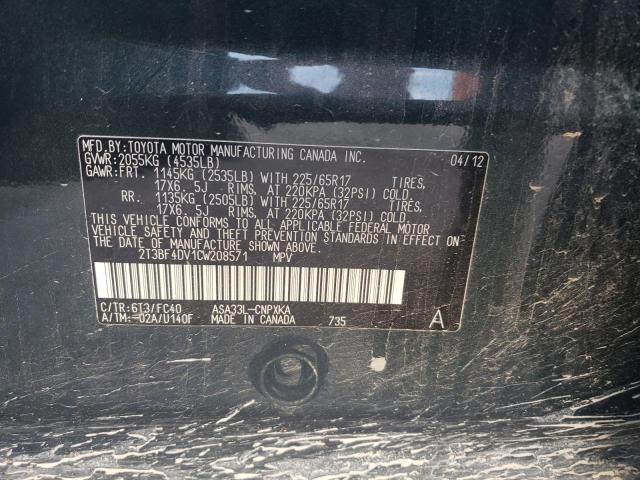 MFD.BY:TOYOTA MOTOR MANUFACTURING CANADA INC. 04/12
GVWR:2055KG (4535LB)
GAWR:FRT. 1145KG (2535LB) WITH 225/65R17 TIRES,
17X6.5J RIMS, AT 220KPA (32PSI) COLD
RR. 1135KG (2505LB) WITH 225/65R17 TIRES,
17X6.5J RIMS, AT 220KPA (32PSI) COLD
THIS VEHICLE CONFORMS TO ALL APPLICABLE FEDERAL MOTOR
VEHICLE SAFETY AND THEFT PREVENTION STANDARDS IN EFFECT ON
THE DATE OF MANUFACTURE SHOWN ABOVE.
2T3BF4DV1CW208571 MPV
C/TR:6T3/FC40 ASA33L-CNPXKA
A/TM:-02A/U140F MADE IN CANADA 735 A